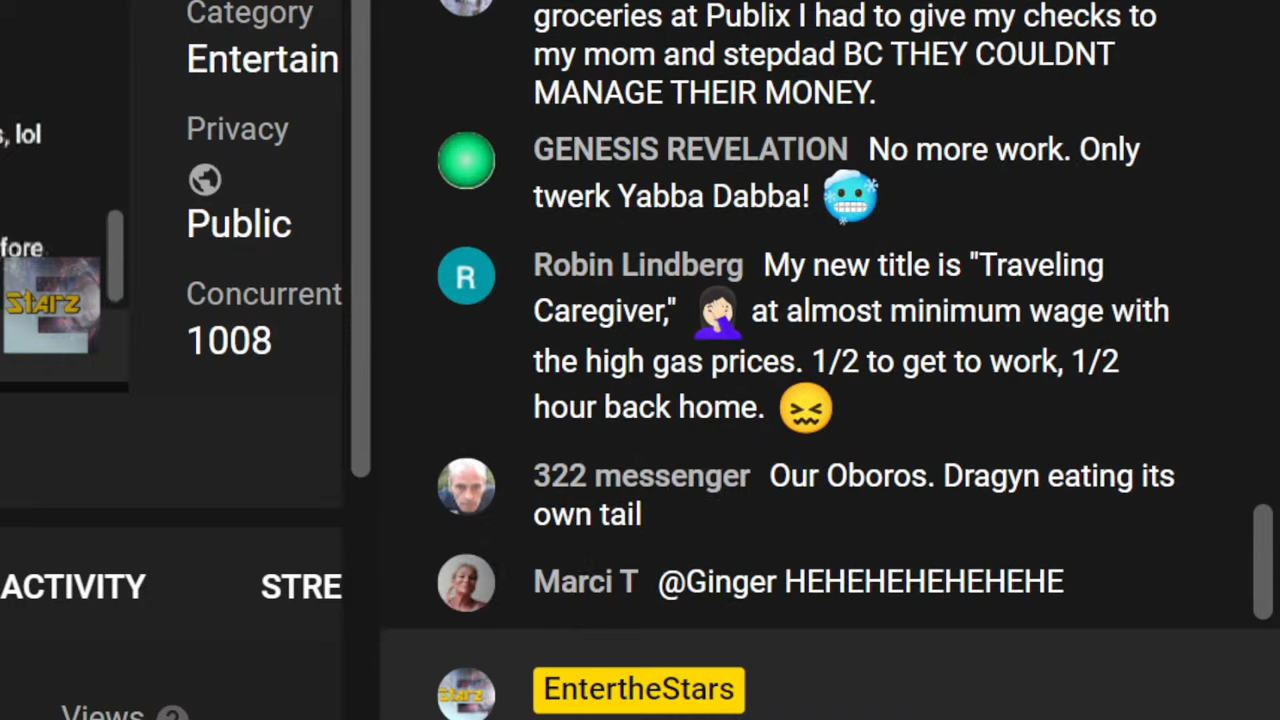 Category
Entertain
Privacy
Public
Concurrent
1008
s, lol
fore.
Starz
ACTIVITY
STRE
Views
groceries at Publix I had to give my checks to
my mom and stepdad BC THEY COULDNT
MANAGE THEIR MONEY.
GENESIS REVELATION No more work. Only
twerk Yabba Dabba!
R
Robin Lindberg My new title is "Traveling
Caregiver," at almost minimum wage with
the high gas prices. 1/2 to get to work, 1/2
hour back home.
322 messenger Our Oboros. Dragyn eating its
own tail
Marci T @Ginger HEHEHEHEHEHEHE
Starz
EntertheStars